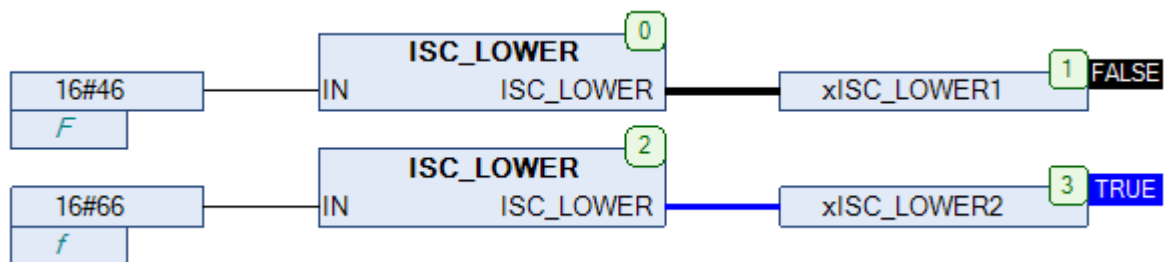 0
ISC_LOWER
16#46 IN ISC_LOWER xISC_LOWER1 1 FALSE
F
2
ISC_LOWER
16#66 IN ISC_LOWER xISC_LOWER2 3 TRUE
f